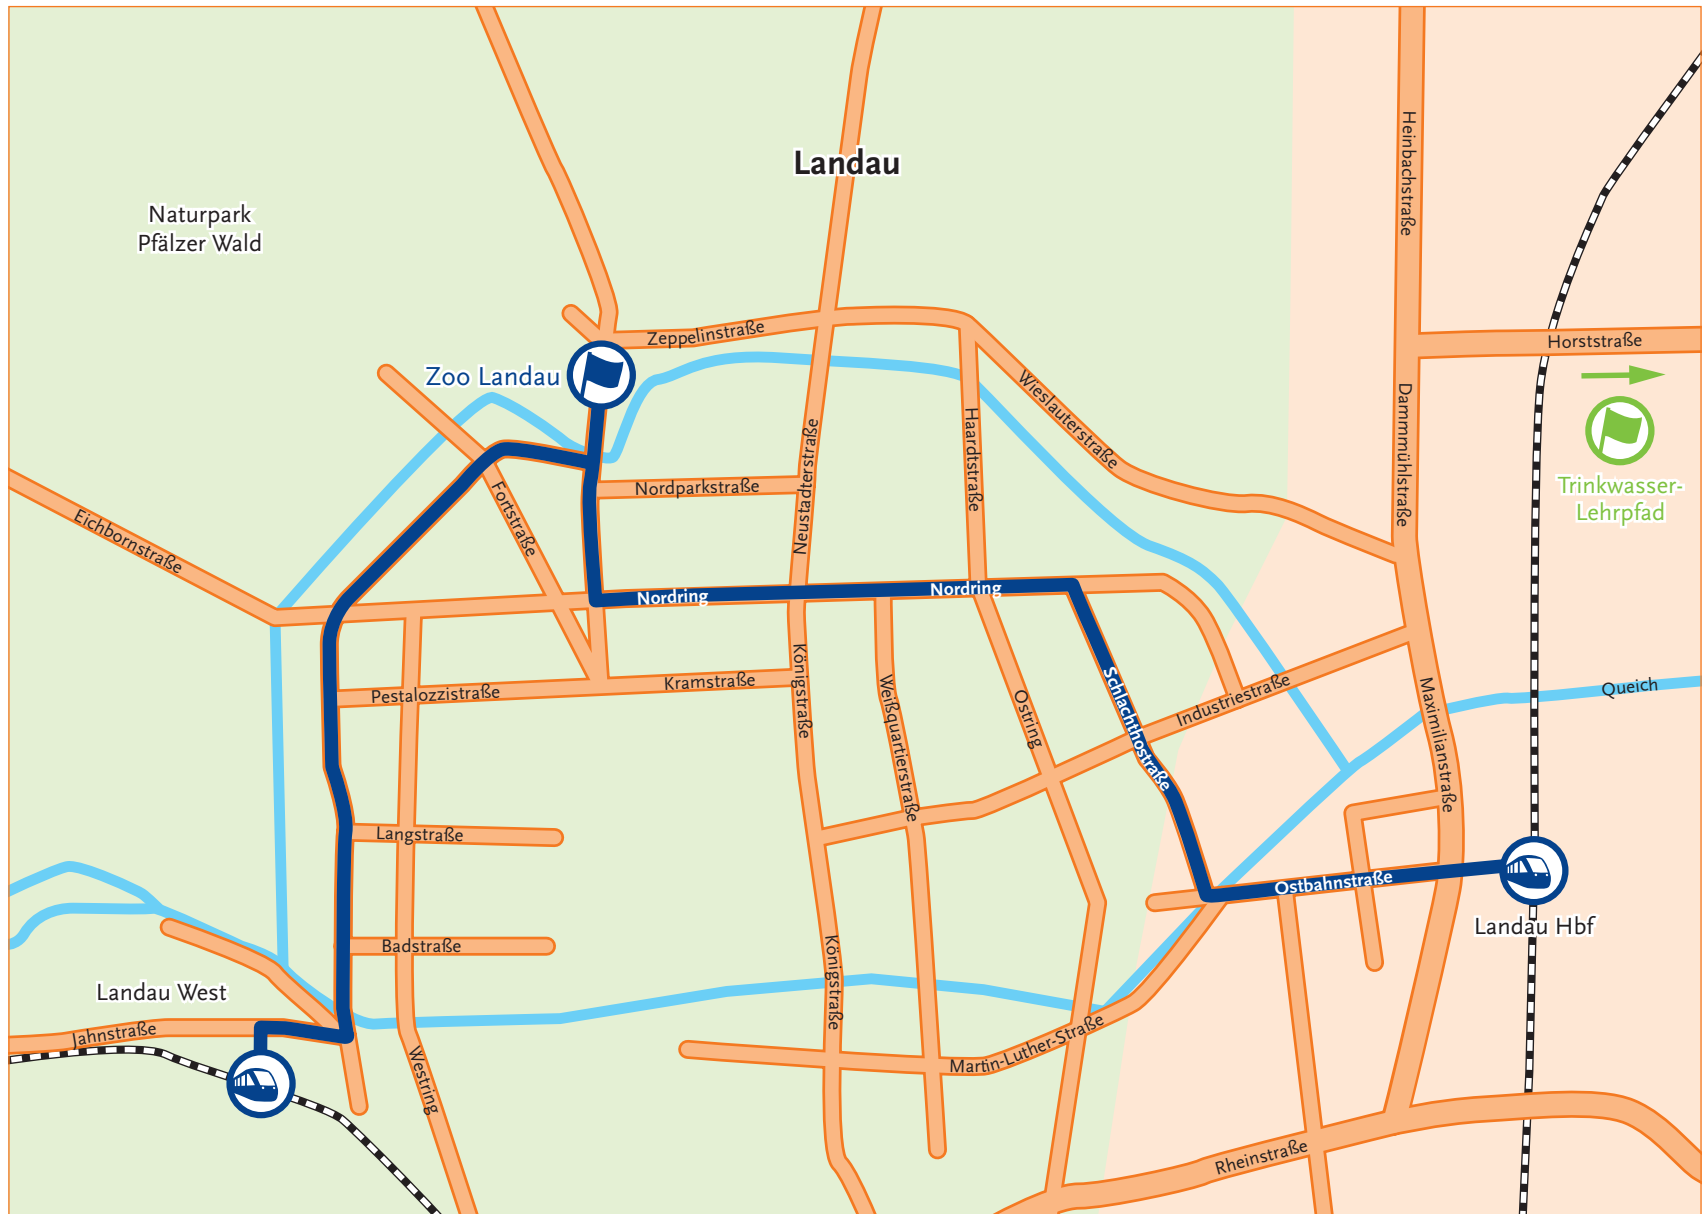 Landau
Naturpark
Pfälzer Wald
Heinbachstraße
Zeppelinstraße
Horststraße
Zoo Landau
Wieslauterstraße
Haardtstraße
Neustadterstraße
Dammmühlstraße
Trinkwasser-
Lehrpfad
Nordparkstraße
Fortstraße
Eichbornstraße
Nordring
Nordring
Pestalozzistraße
Kramstraße
Königstraße
Weißquartierstraße
Ostring
Schlachthostraße
Industriestraße
Maximilianstraße
Queich
Langstraße
Ostbahnstraße
Landau Hbf
Badstraße
Königstraße
Landau West
Jahnstraße
Westring
Martin-Luther-Straße
Rheinstraße